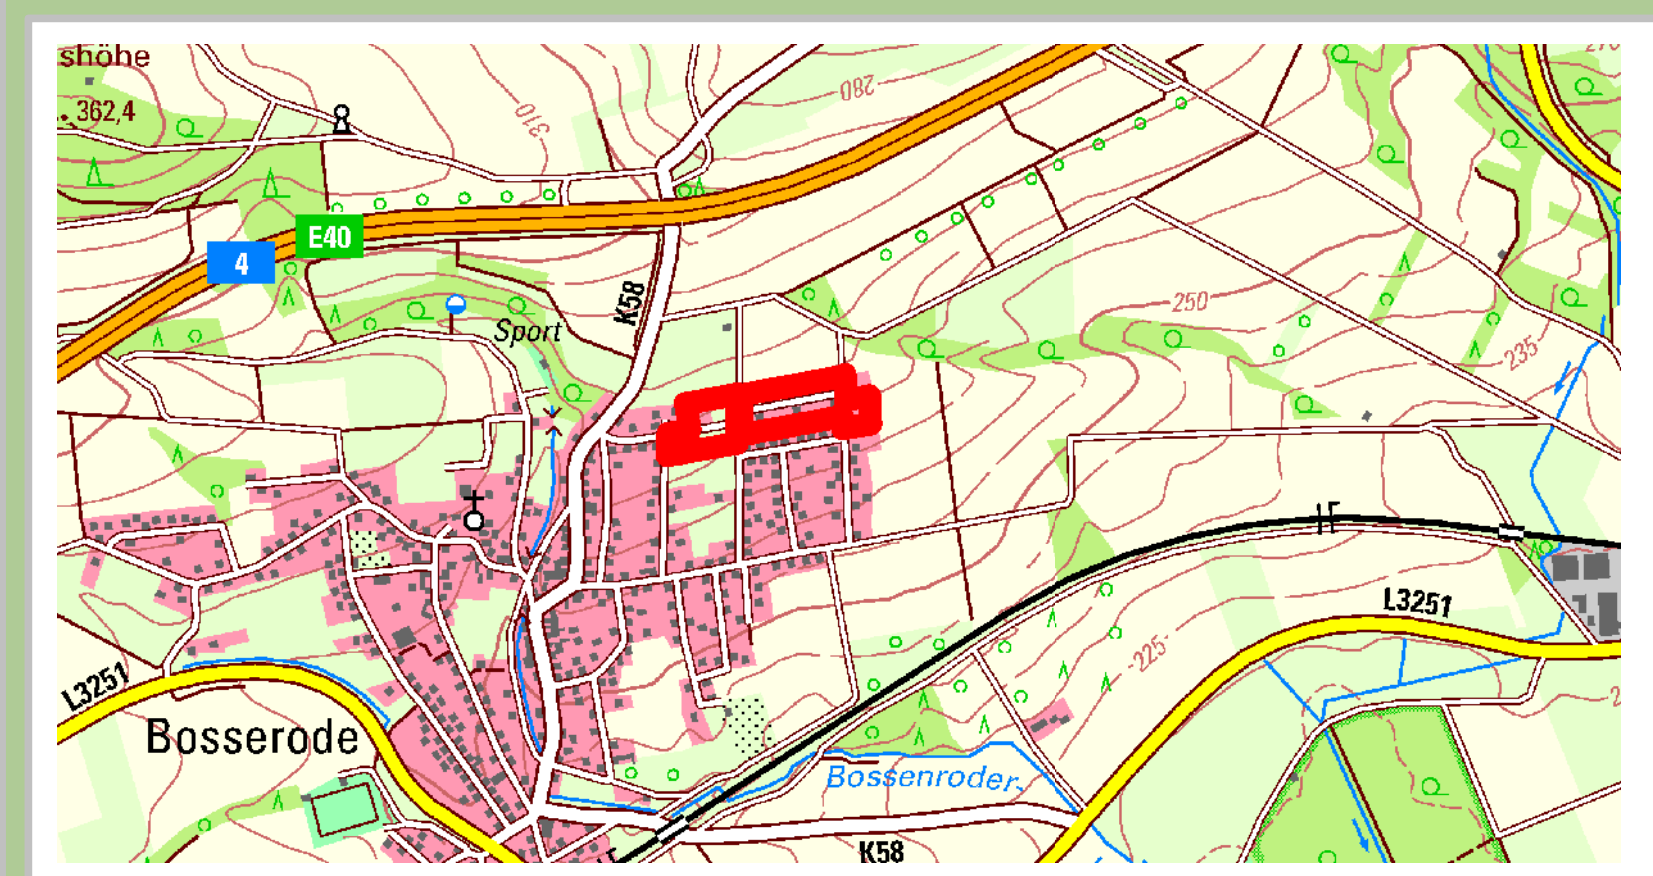 shöhe
362,4
310
280
E40
4
K58
Sport
250
235
L3251
225
L3251
Bosserode
Bossenroder-
K58